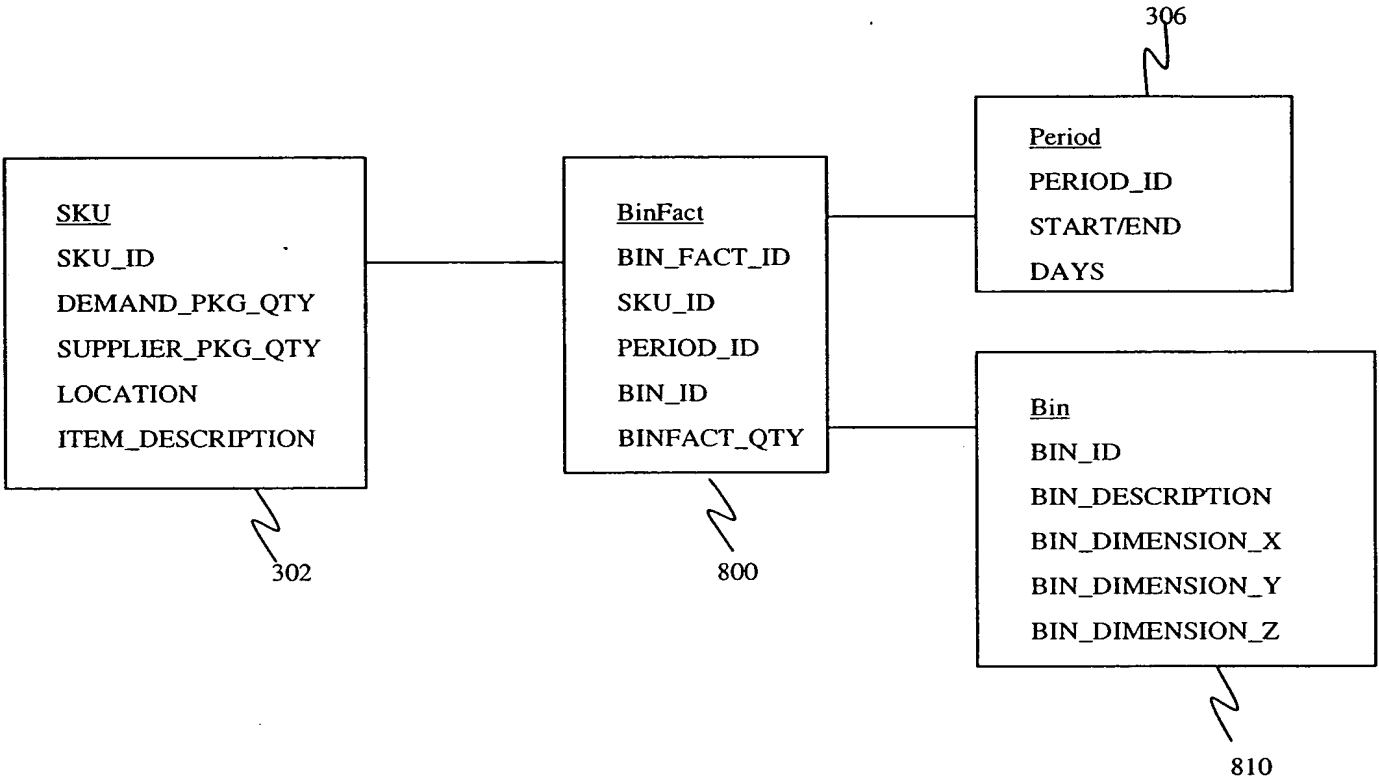 306
Period
PERIOD_ID
START/END
DAYS
SKU
SKU_ID
DEMAND_PKG_QTY
SUPPLIER_PKG_QTY
LOCATION
ITEM_DESCRIPTION
302
BinFact
BIN_FACT_ID
SKU_ID
PERIOD_ID
BIN_ID
BINFACT_QTY
800
Bin
BIN_ID
BIN_DESCRIPTION
BIN_DIMENSION_X
BIN_DIMENSION_Y
BIN_DIMENSION_Z
810